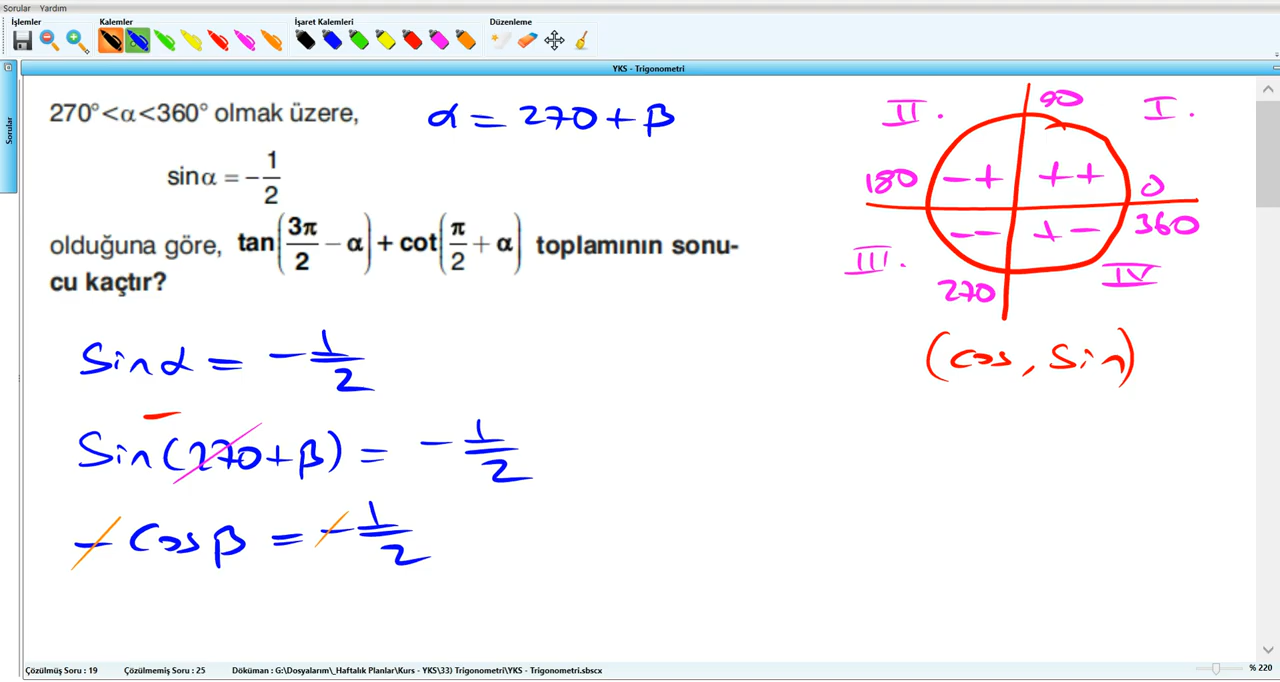 Sorular Yardım
İşlemler Kalemler İşaret Kalemleri Düzenleme
YKS - Trigonometri
Sorular
270°<α<360° olmak üzere,
α = 270 + β
sinα = -1/2
olduğuna göre, tan(3π/2 - α) + cot(π/2 + α) toplamının sonu-
cu kaçtır?
II. 90 I.
180 -+ ++ 0
-- +- 360
III. 270 IV
(cos, sin)
Sinα = -1/2
Sin(270+β) = -1/2
-Cosβ = -1/2
Çözülmüş Soru : 19 Çözülmemiş Soru : 25 Döküman : G:\Dosyalarım\_Haftalık Planlar\Kurs - YKS\33) Trigonometri\YKS - Trigonometri.sbscx % 220